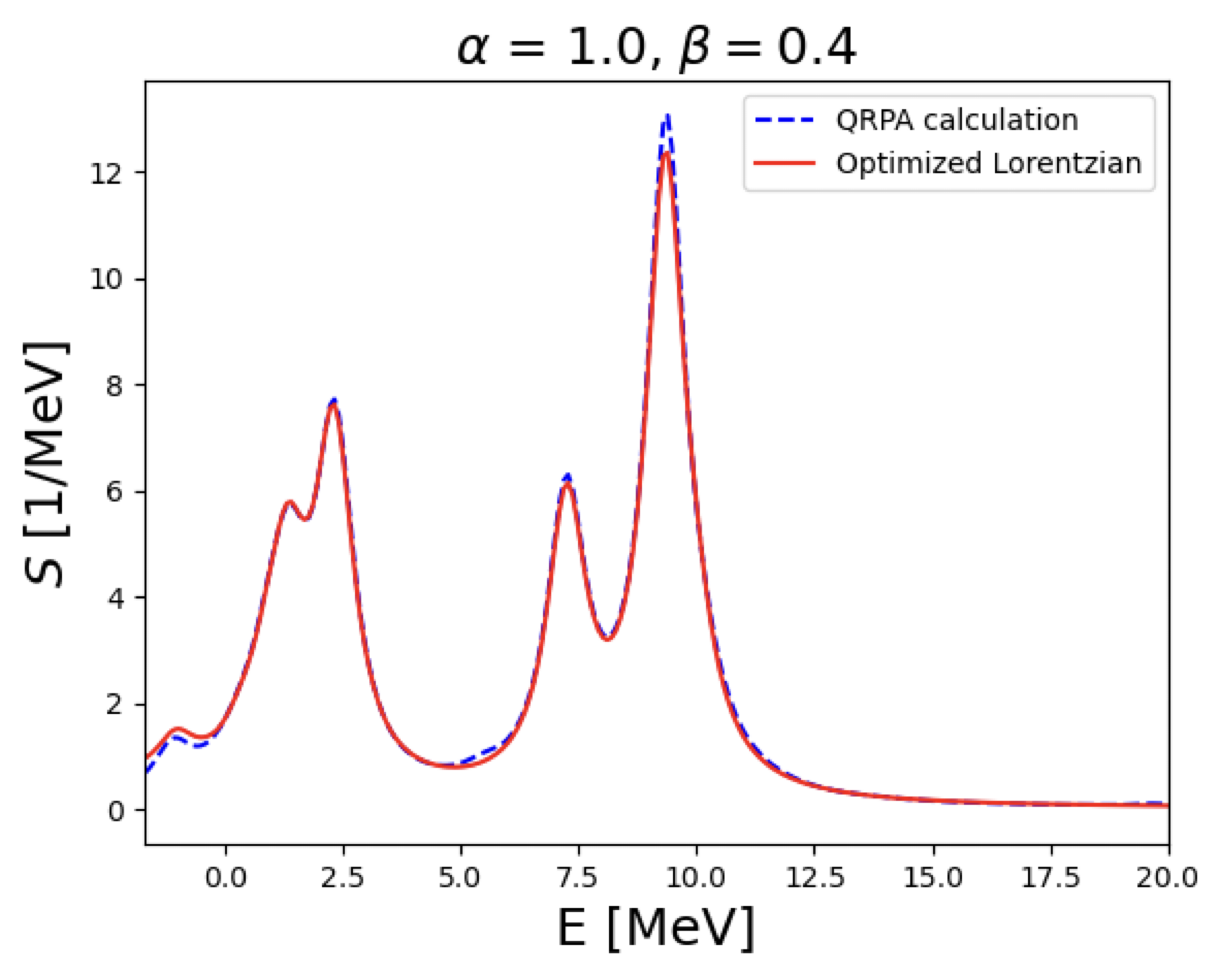 α = 1.0, β = 0.4
QRPA calculation
Optimized Lorentzian
S [1/MeV]
12
10
8
6
4
2
0
0.0 2.5 5.0 7.5 10.0 12.5 15.0 17.5 20.0
E [MeV]